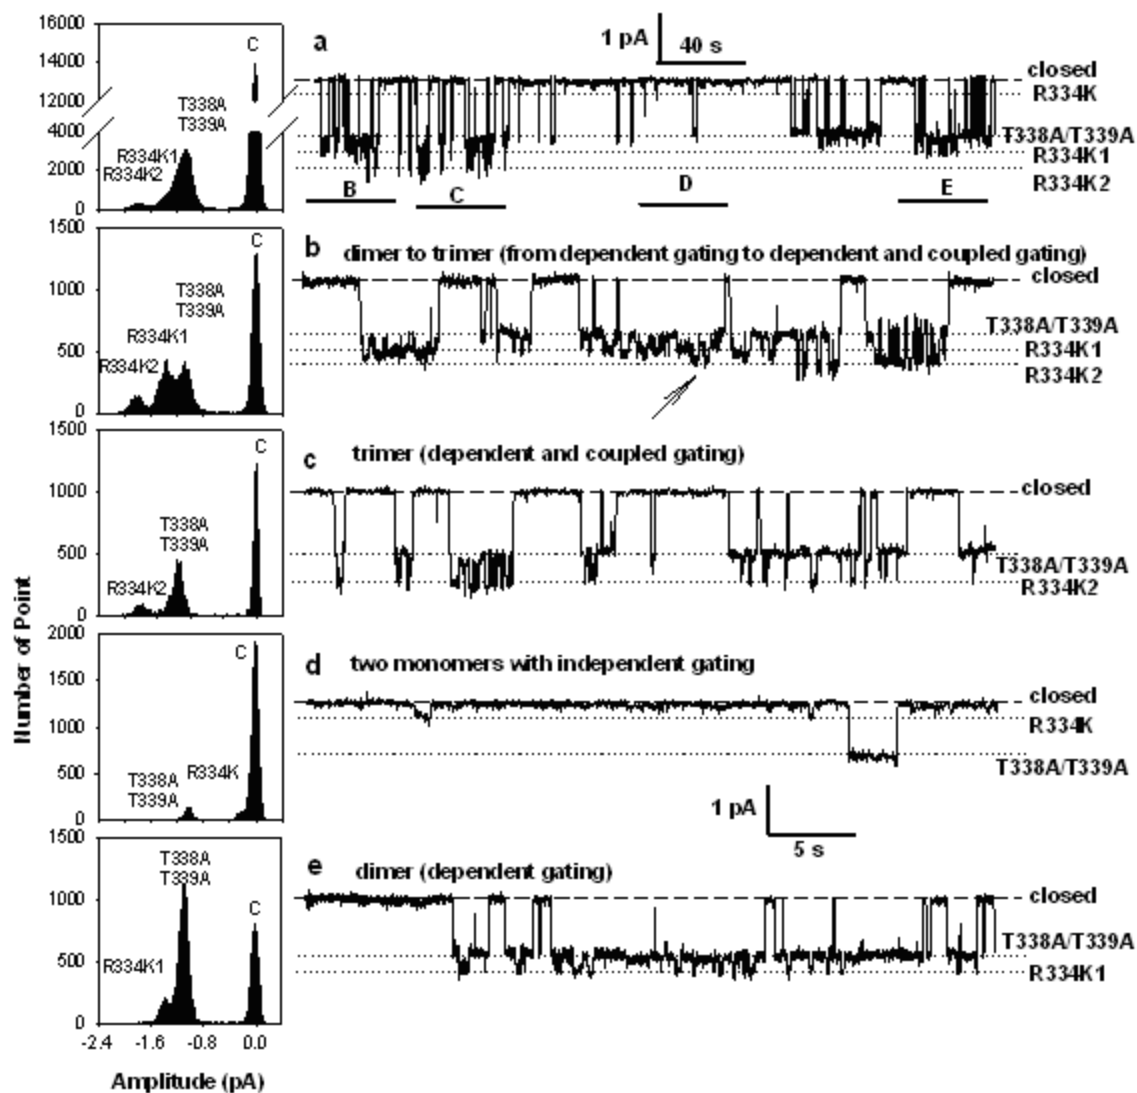 16000
14000
12000
4000
2000
0
C
T338A
T339A
R334K1
R334K2
a
1 pA
40 s
closed
R334K
T338A/T339A
R334K1
R334K2
B
C
D
E
1500
1000
500
0
C
T338A
T339A
R334K1
R334K2
b
dimer to trimer (from dependent gating to dependent and coupled gating)
closed
T338A/T339A
R334K1
R334K2
1500
1000
500
0
C
T338A
T339A
R334K2
c
trimer (dependent and coupled gating)
closed
T338A/T339A
R334K2
Number of Point
2000
1500
1000
500
0
C
R334K
T338A
T339A
d
two monomers with independent gating
closed
R334K
T338A/T339A
1 pA
5 s
1500
1000
500
0
T338A
T339A
C
R334K1
e
dimer (dependent gating)
closed
T338A/T339A
R334K1
-2.4 -1.6 -0.8 0.0
Amplitude (pA)